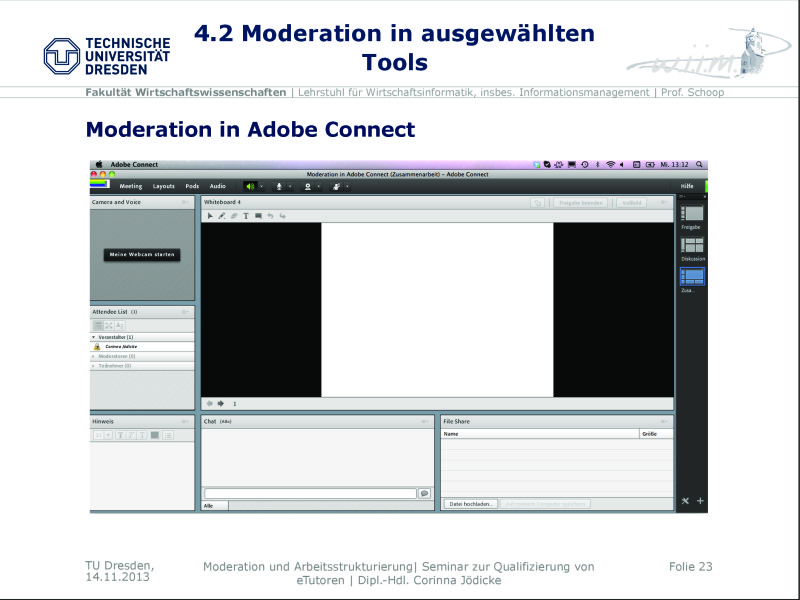 4.2 Moderation in ausgewählten
Tools
TECHNISCHE
UNIVERSITÄT
DRESDEN
Fakultät Wirtschaftswissenschaften | Lehrstuhl für Wirtschaftsinformatik, insbes. Informationsmanagement | Prof. Schoop
Moderation in Adobe Connect
Adobe Connect
Mi. 13:12
Moderation in Adobe Connect (Zusammenarbeit) – Adobe Connect
Meeting Layouts Pods Audio
Hilfe
Camera and Voice
Whiteboard 4
Freigabe beenden
Vollbild
Meine Webcam starten
Freigabe
Diskussion
Zusa...
Attendee List (1)
Veranstalter (1)
Corinna Jödicke
Moderatoren (0)
Teilnehmer (0)
1
Hinweis
Chat (Alle)
File Share
Name
Größe
Alle
Datei hochladen...
TU Dresden,
14.11.2013
Moderation und Arbeitsstrukturierung| Seminar zur Qualifizierung von
eTutoren | Dipl.-Hdl. Corinna Jödicke
Folie 23